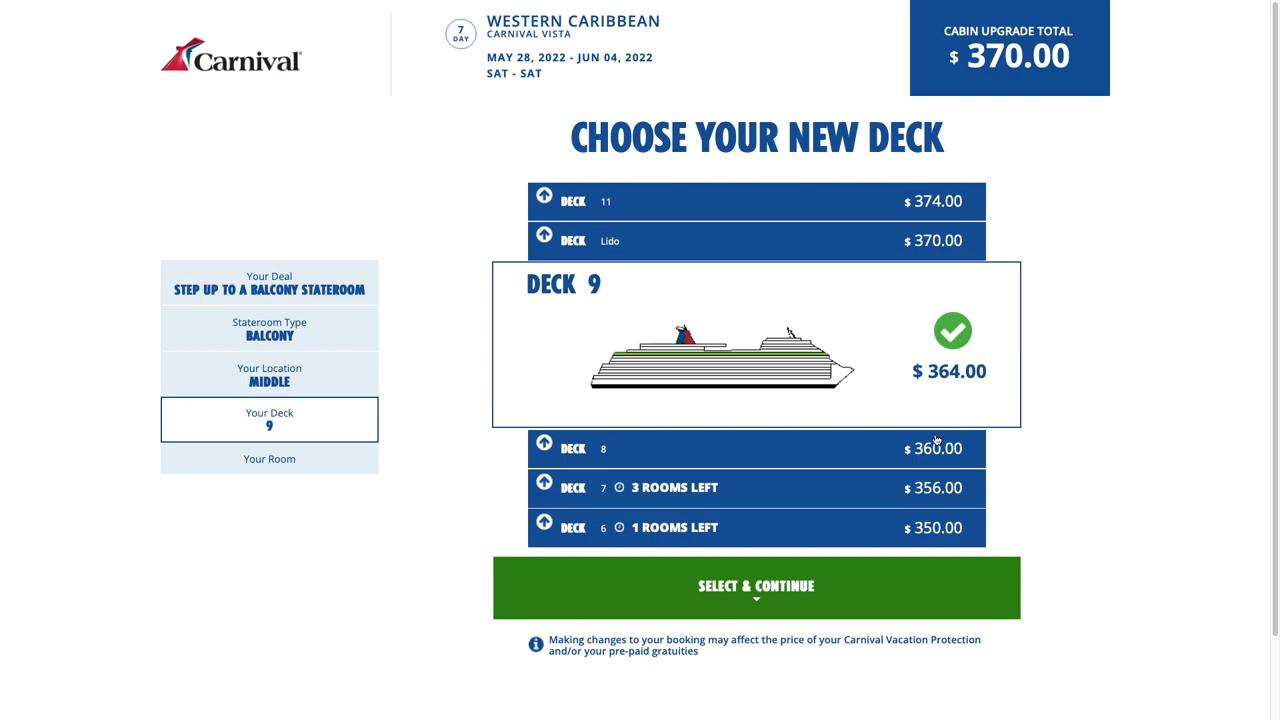 Carnival
7
DAY
WESTERN CARIBBEAN
CARNIVAL VISTA
MAY 28, 2022 - JUN 04, 2022
SAT - SAT
CABIN UPGRADE TOTAL
$ 370.00
CHOOSE YOUR NEW DECK
DECK 11 $ 374.00
DECK Lido $ 370.00
DECK 9
$ 364.00
DECK 8 $ 360.00
DECK 7 3 ROOMS LEFT $ 356.00
DECK 6 1 ROOMS LEFT $ 350.00
SELECT & CONTINUE
Making changes to your booking may affect the price of your Carnival Vacation Protection
and/or your pre-paid gratuities
Your Deal
STEP UP TO A BALCONY STATEROOM
Stateroom Type
BALCONY
Your Location
MIDDLE
Your Deck
9
Your Room